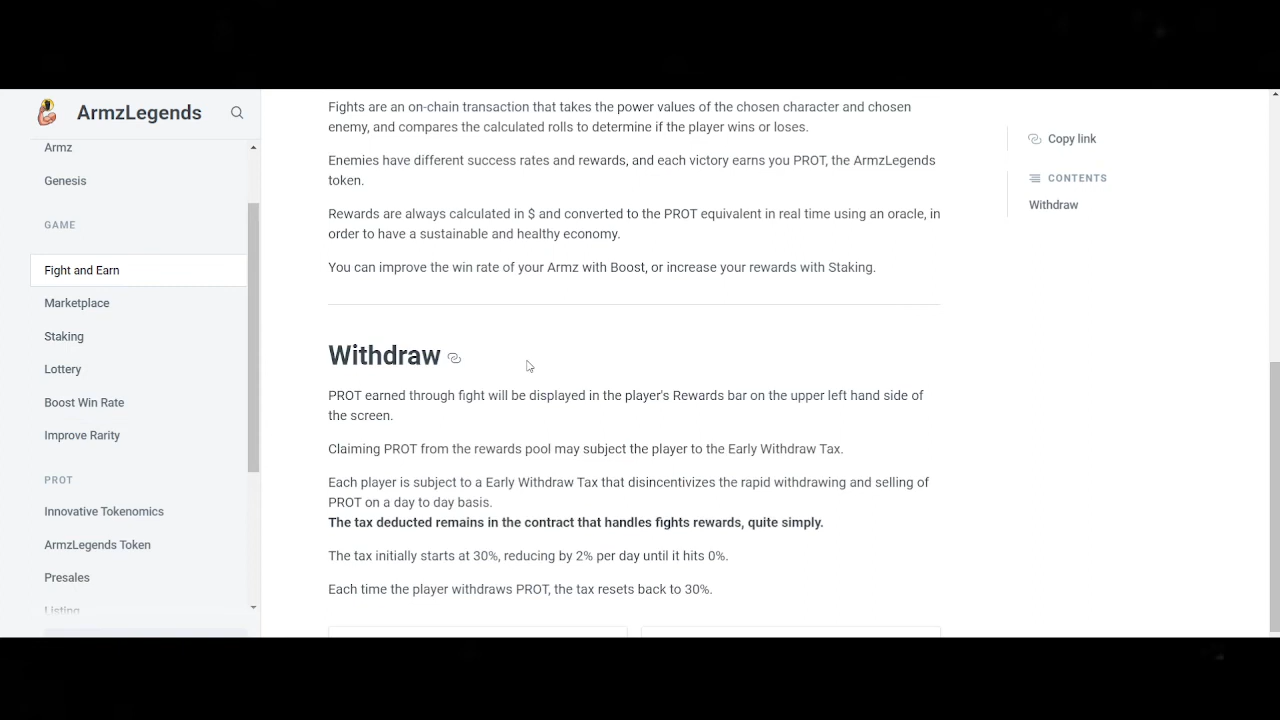 ArmzLegends
Armz
Genesis
GAME
Fight and Earn
Marketplace
Staking
Lottery
Boost Win Rate
Improve Rarity
PROT
Innovative Tokenomics
ArmzLegends Token
Presales
Listing
Fights are an on-chain transaction that takes the power values of the chosen character and chosen
enemy, and compares the calculated rolls to determine if the player wins or loses.
Enemies have different success rates and rewards, and each victory earns you PROT, the ArmzLegends
token.
Rewards are always calculated in $ and converted to the PROT equivalent in real time using an oracle, in
order to have a sustainable and healthy economy.
You can improve the win rate of your Armz with Boost, or increase your rewards with Staking.
Withdraw
PROT earned through fight will be displayed in the player's Rewards bar on the upper left hand side of
the screen.
Claiming PROT from the rewards pool may subject the player to the Early Withdraw Tax.
Each player is subject to a Early Withdraw Tax that disincentivizes the rapid withdrawing and selling of
PROT on a day to day basis.
The tax deducted remains in the contract that handles fights rewards, quite simply.
The tax initially starts at 30%, reducing by 2% per day until it hits 0%.
Each time the player withdraws PROT, the tax resets back to 30%.
Copy link
CONTENTS
Withdraw